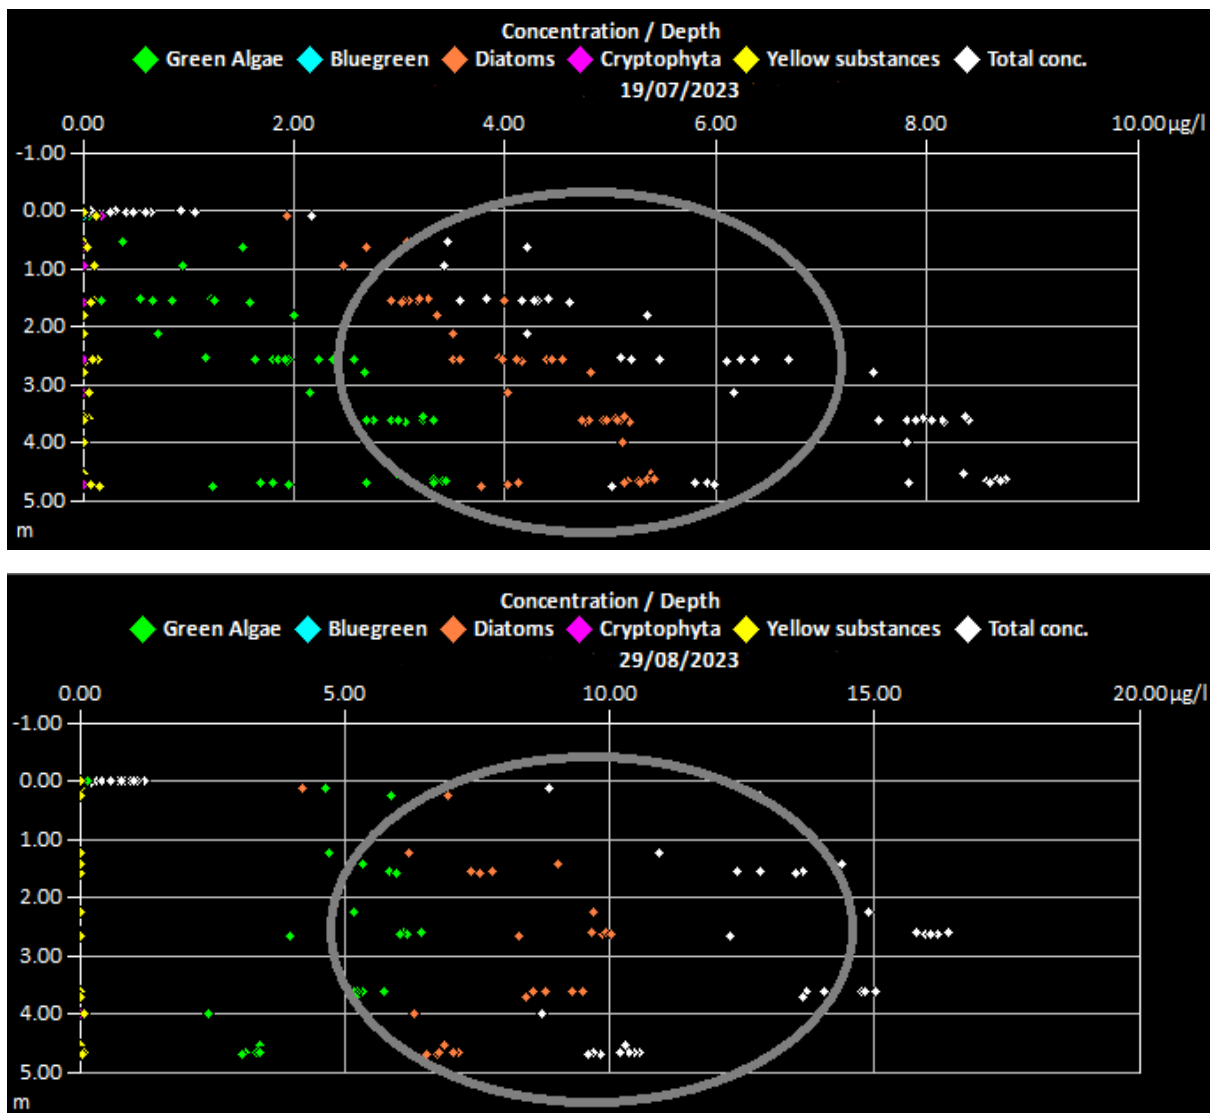 Concentration / Depth
Green Algae Bluegreen Diatoms Cryptophyta Yellow substances Total conc.
19/07/2023
0.00 2.00 4.00 6.00 8.00 10.00 µg/l
-1.00
0.00
1.00
2.00
3.00
4.00
5.00
m
Concentration / Depth
Green Algae Bluegreen Diatoms Cryptophyta Yellow substances Total conc.
29/08/2023
0.00 5.00 10.00 15.00 20.00 µg/l
-1.00
0.00
1.00
2.00
3.00
4.00
5.00
m